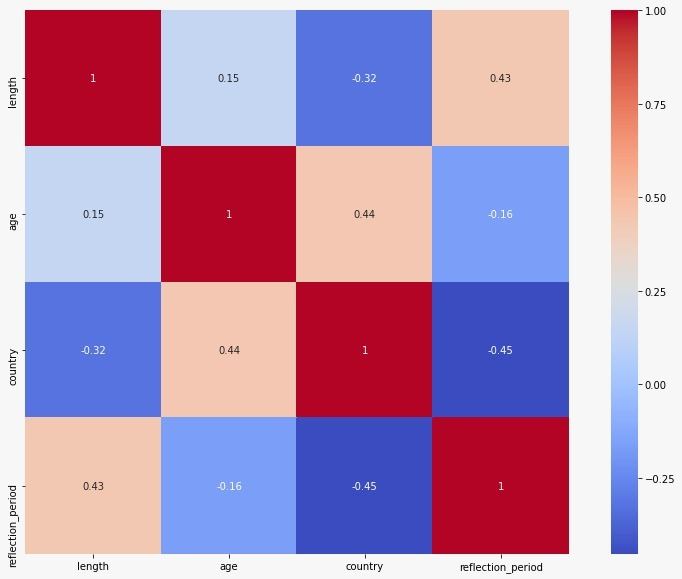 1.00
length
1
0.15
-0.32
0.43
0.75
age
0.15
1
0.44
-0.16
0.50
0.25
country
-0.32
0.44
1
-0.45
0.00
reflection_period
0.43
-0.16
-0.45
1
−0.25
length
age
country
reflection_period